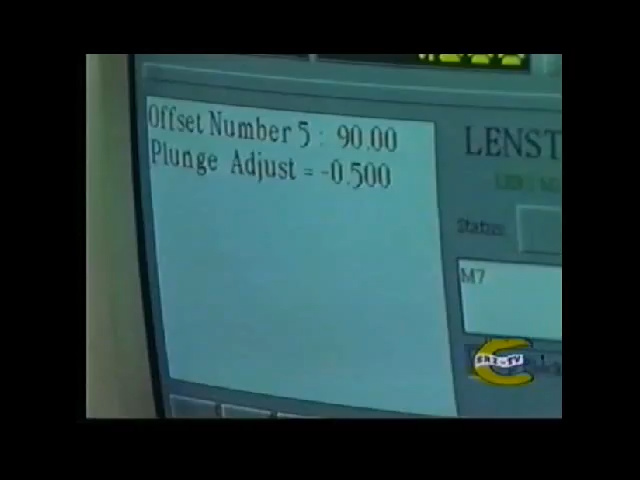 Offset Number 5 : 90.00
Plunge Adjust = -0.500
LENST
Status:
M7